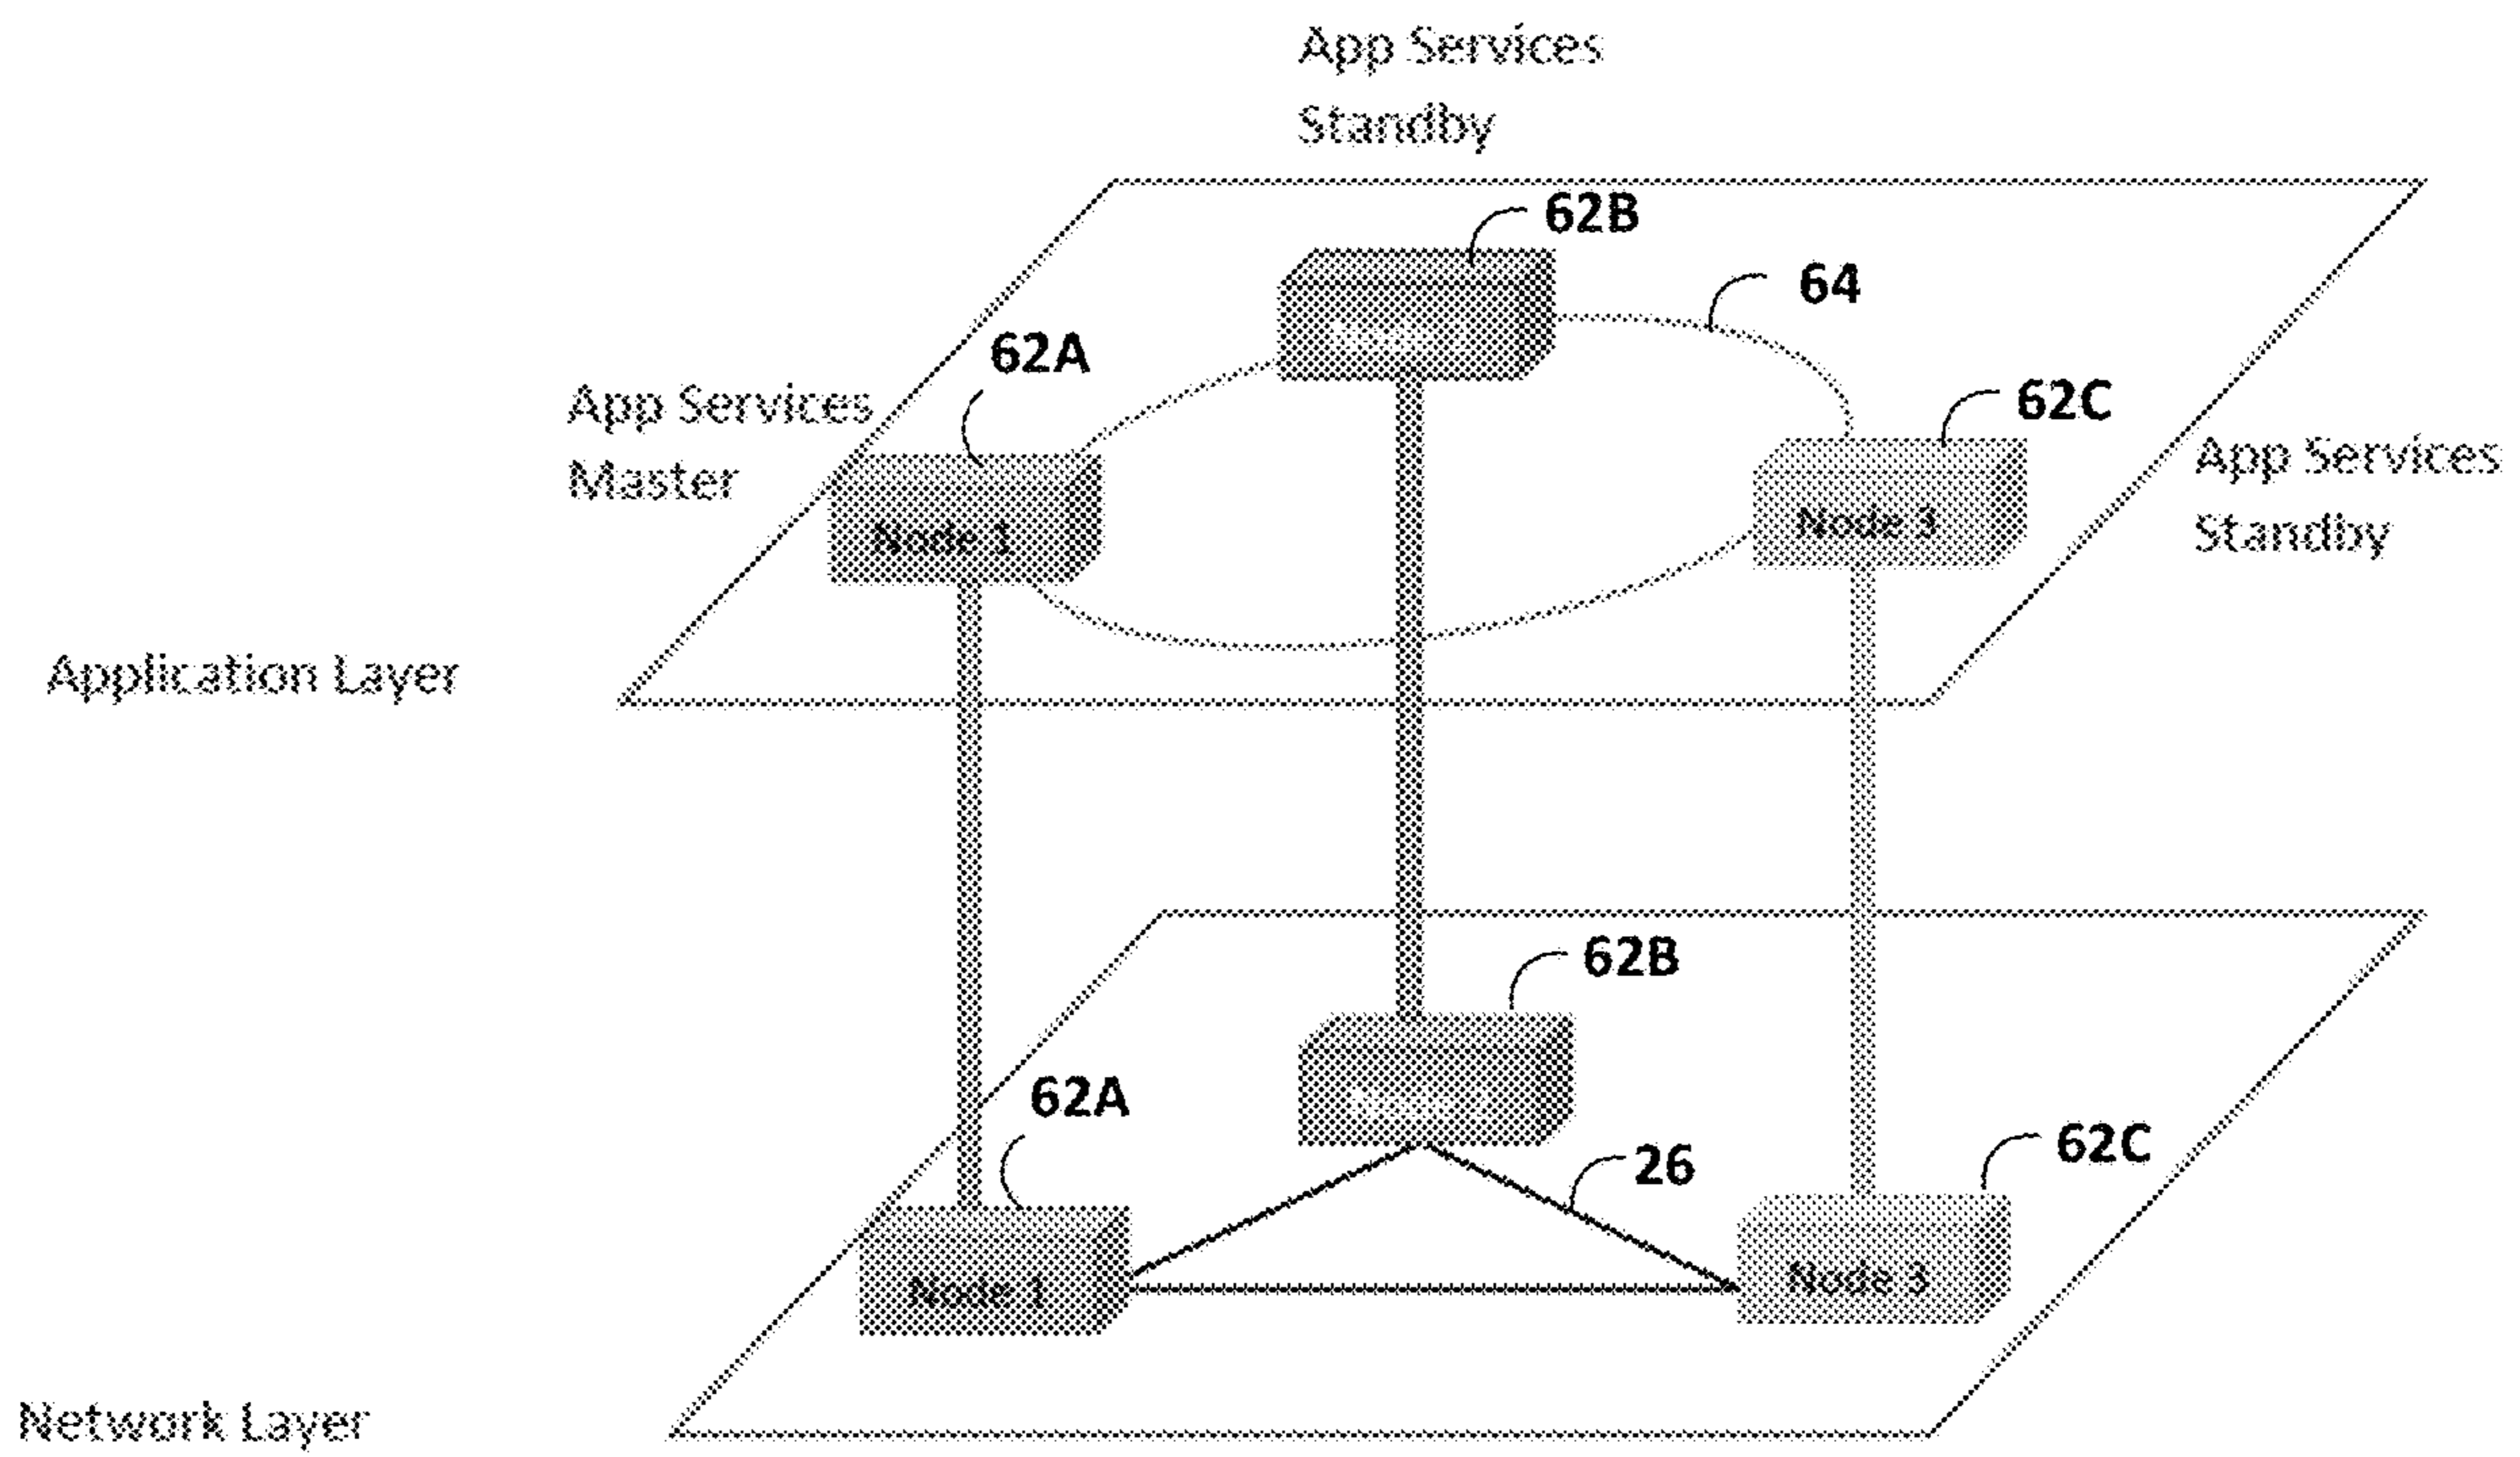 App Services
Standby
62B
64
62A
62C
App Services
Master
App Services
Standby
Node 1
Node 3
Application Layer
62B
62A
26
62C
Node 1
Node 3
Network Layer